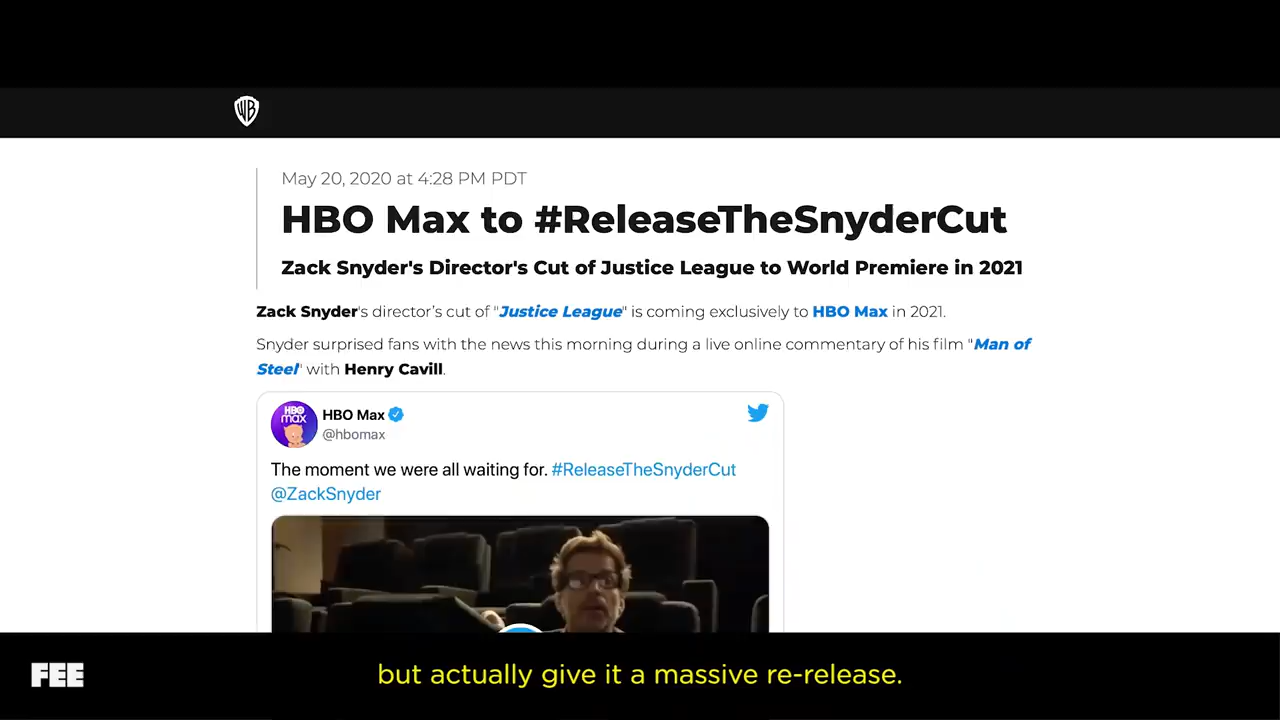 WB
May 20, 2020 at 4:28 PM PDT
HBO Max to #ReleaseTheSnyderCut
Zack Snyder's Director's Cut of Justice League to World Premiere in 2021
Zack Snyder's director's cut of "Justice League" is coming exclusively to HBO Max in 2021.
Snyder surprised fans with the news this morning during a live online commentary of his film "Man of
Steel" with Henry Cavill.
HBO
max
HBO Max
@hbomax
The moment we were all waiting for. #ReleaseTheSnyderCut
@ZackSnyder
FEE
but actually give it a massive re-release.